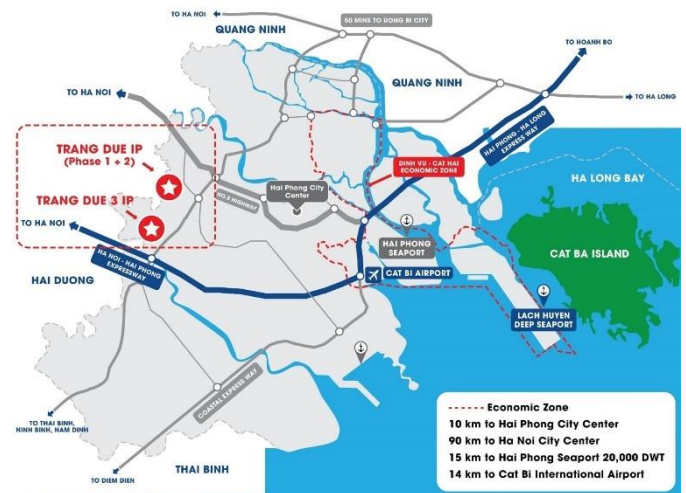 TO HA NOI
50 MINS TO UONG BI CITY
QUANG NINH
TO HOANH BO
QUANG NINH
TO HA NOI
TO HA LONG
TRANG DUE IP
(Phase 1 + 2)
HAI PHONG - HA LONG
EXPRESS WAY
DINH VU - CAT HAI
ECONOMIC ZONE
HA LONG BAY
TRANG DUE 3 IP
NO.5 HIGHWAY
Hai Phong City
Center
TO HA NOI
HAI PHONG
SEAPORT
CAT BA ISLAND
HA NOI - HAI PHONG
EXPRESSWAY
CAT BI AIRPORT
HAI DUONG
LACH HUYEN
DEEP SEAPORT
COASTAL EXPRESS WAY
TO THAI BINH,
NINH BINH, NAM DINH
THAI BINH
TO DIEM DIEN
Economic Zone
10 km to Hai Phong City Center
90 km to Ha Noi City Center
15 km to Hai Phong Seaport 20,000 DWT
14 km to Cat Bi International Airport